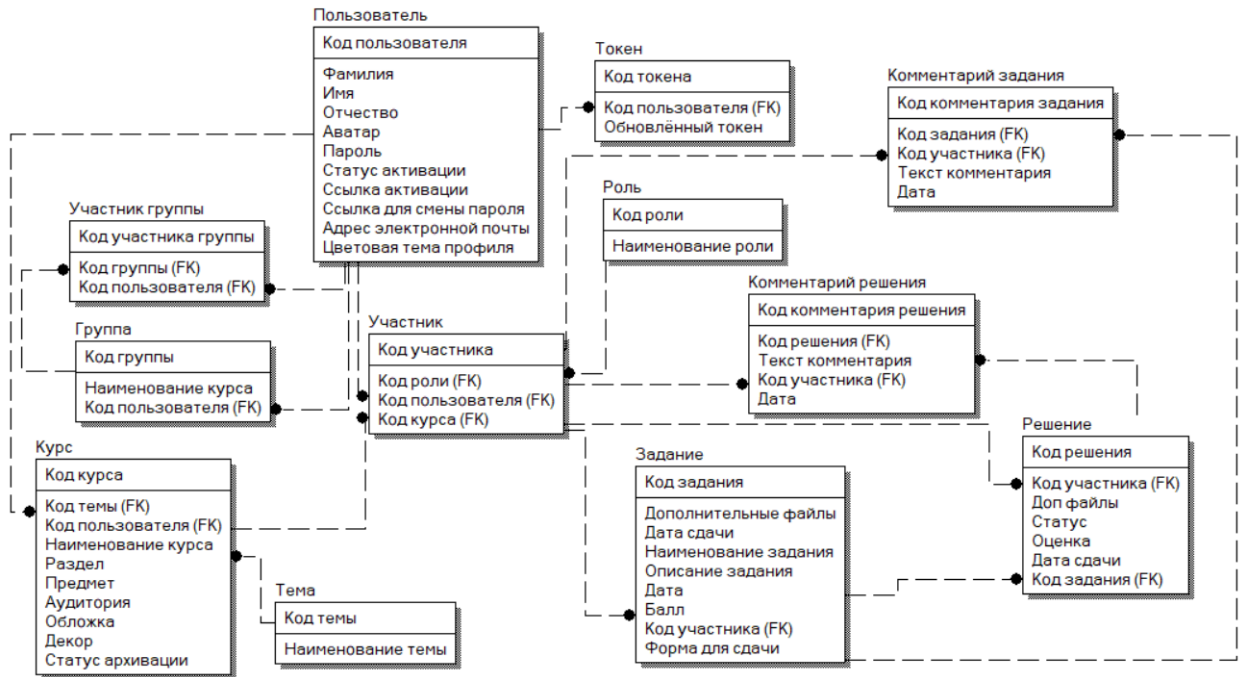 Пользователь
Код пользователя
Фамилия
Имя
Отчество
Аватар
Пароль
Статус активации
Ссылка активации
Ссылка для смены пароля
Адрес электронной почты
Цветовая тема профиля
Токен
Код токена
Код пользователя (FK)
Обновлённый токен
Комментарий задания
Код комментария задания
Код задания (FK)
Код участника (FK)
Текст комментария
Дата
Роль
Код роли
Наименование роли
Участник группы
Код участника группы
Код группы (FK)
Код пользователя (FK)
Группа
Код группы
Наименование курса
Код пользователя (FK)
Участник
Код участника
Код роли (FK)
Код пользователя (FK)
Код курса (FK)
Комментарий решения
Код комментария решения
Код решения (FK)
Текст комментария
Код участника (FK)
Дата
Курс
Код курса
Код темы (FK)
Код пользователя (FK)
Наименование курса
Раздел
Предмет
Аудитория
Обложка
Декор
Статус архивации
Тема
Код темы
Наименование темы
Задание
Код задания
Дополнительные файлы
Дата сдачи
Наименование задания
Описание задания
Дата
Балл
Код участника (FK)
Форма для сдачи
Решение
Код решения
Код участника (FK)
Доп файлы
Статус
Оценка
Дата сдачи
Код задания (FK)